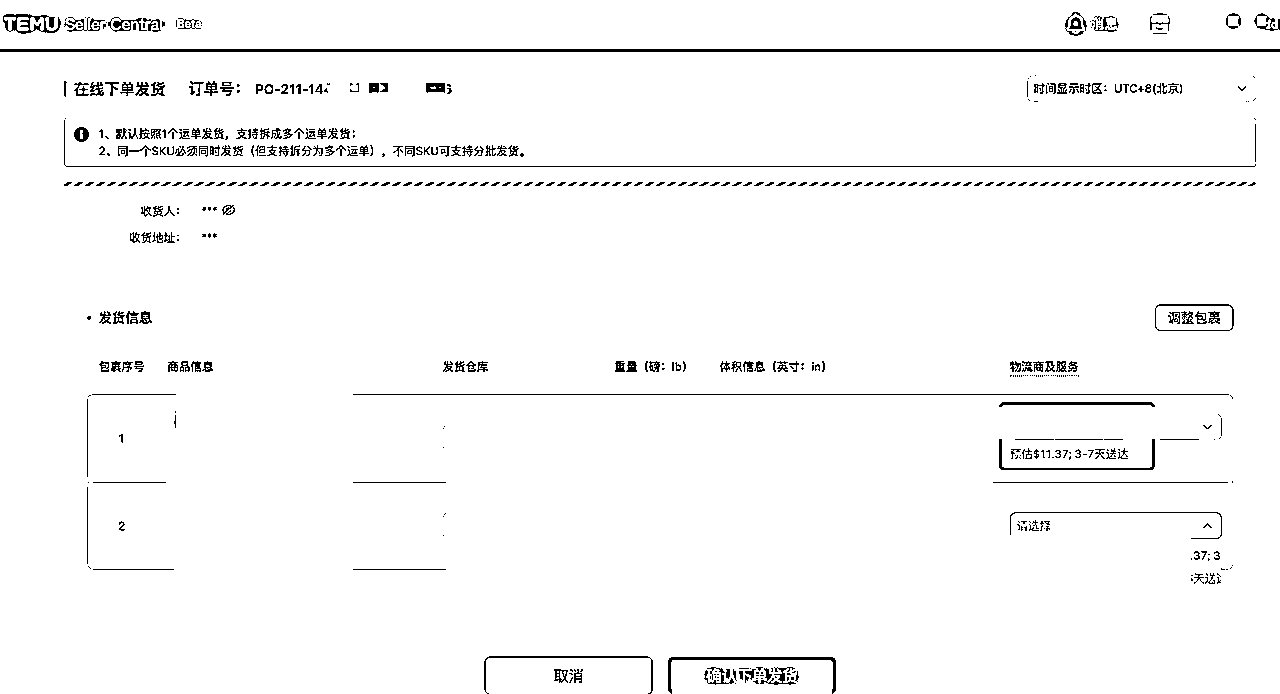 TEMU Seller Central Beta 消息
在线下单发货 订单号： PO-211-14
时间显示时区：UTC+8(北京)
1、默认按照1个运单发货，支持拆成多个运单发货；
2、同一个SKU必须同时发货（但支持拆分为多个运单），不同SKU可支持分批发货。
收货人： ***
收货地址： ***
• 发货信息
调整包裹
包裹序号 商品信息 发货仓库 重量（磅：lb） 体积信息（英寸：in） 物流商及服务
1
预估$11.37; 3-7天送达
2 请选择
.37; 3
天送达
取消 确认下单发货